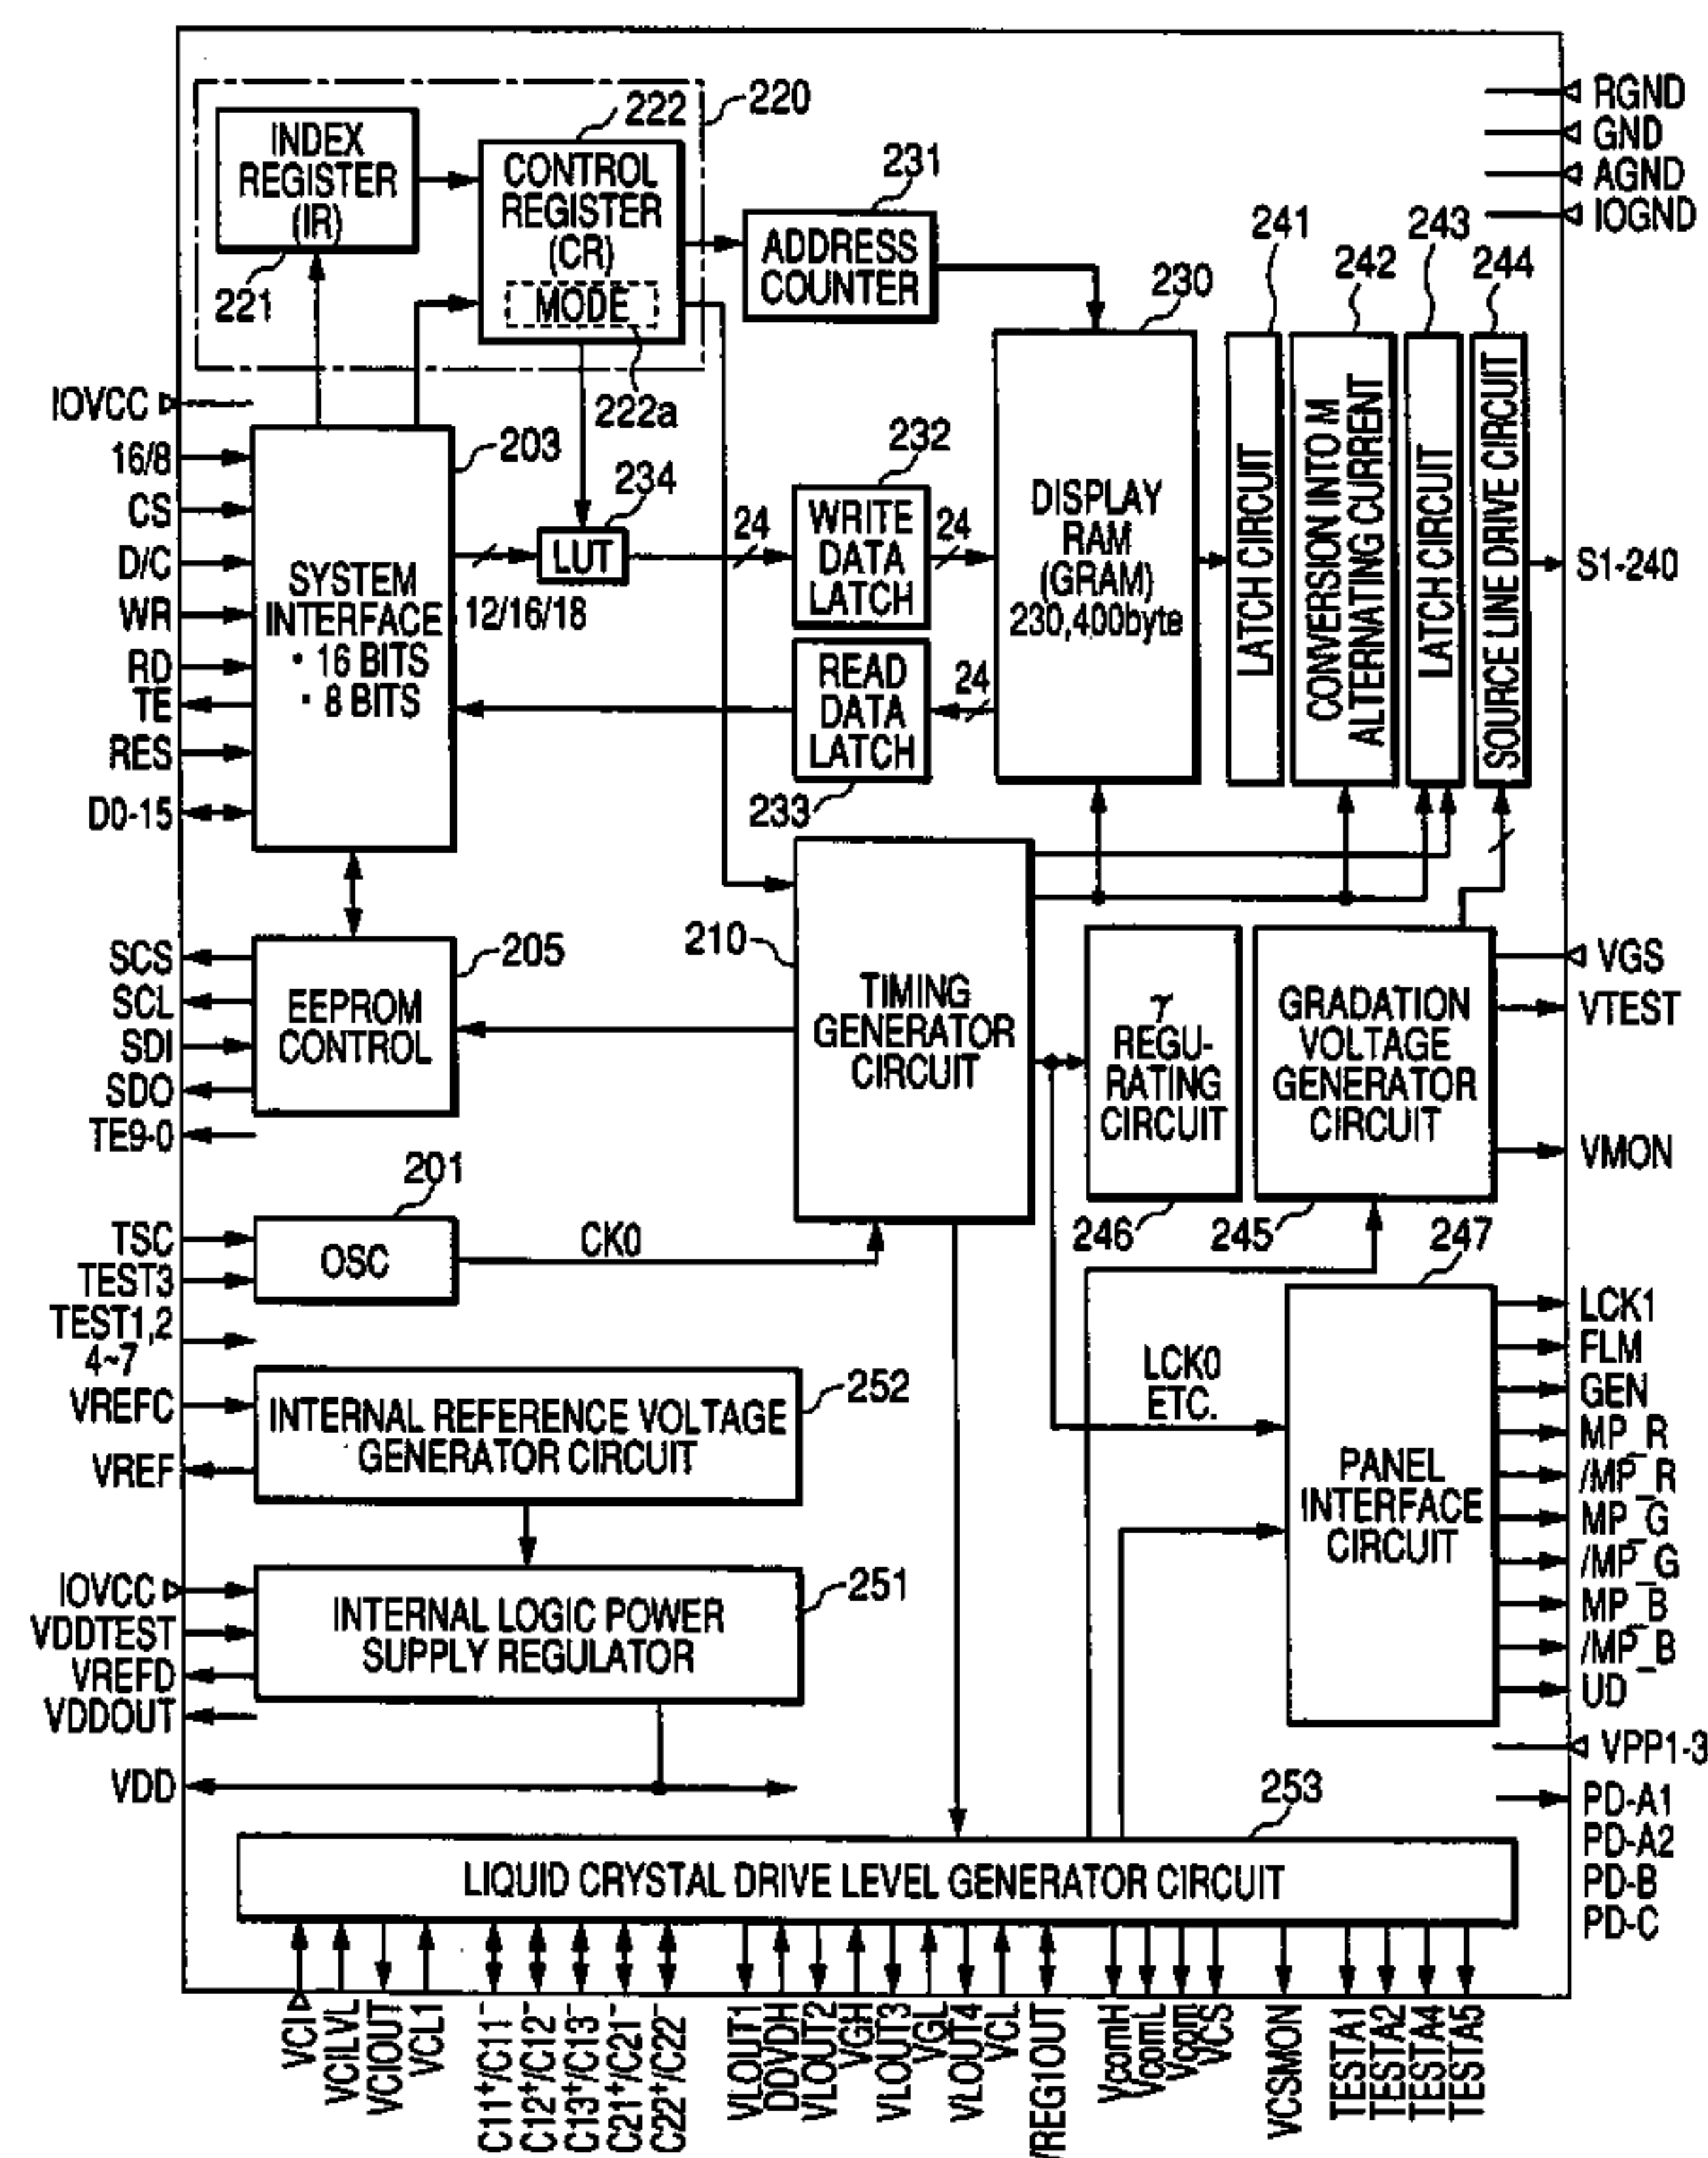 220
222
INDEX
REGISTER
(IR)
221
CONTROL
REGISTER
(CR)
MODE
222a
231
ADDRESS
COUNTER
RGND
GND
AGND
IOGND
241
242
243
244
230
IOVCC
16/8
CS
D/C
WR
RD
TE
RES
D0-15
203
SYSTEM
INTERFACE
• 16 BITS
• 8 BITS
234
LUT
12/16/18
24
232
WRITE
DATA
LATCH
24
READ
DATA
LATCH
24
233
DISPLAY
RAM
(GRAM)
230,400byte
LATCH CIRCUIT
CONVERSION INTO M
ALTERNATING CURRENT
LATCH CIRCUIT
SOURCE LINE DRIVE CIRCUIT
S1-240
SCS
SCL
SDI
SDO
TE9-0
205
EEPROM
CONTROL
210
TIMING
GENERATOR
CIRCUIT
γ
REGU-
RATING
CIRCUIT
246
GRADATION
VOLTAGE
GENERATOR
CIRCUIT
245
VGS
VTEST
VMON
201
TSC
TEST3
TEST1,2
4~7
OSC
CK0
247
LCK0
ETC.
PANEL
INTERFACE
CIRCUIT
LCK1
FLM
GEN
MP_R
/MP_R
MP_G
/MP_G
MP_B
/MP_B
UD
VPP1-3
PD-A1
PD-A2
PD-B
PD-C
VREFC
VREF
252
INTERNAL REFERENCE VOLTAGE
GENERATOR CIRCUIT
IOVCC
VDDTEST
VREFD
VDDOUT
VDD
251
INTERNAL LOGIC POWER
SUPPLY REGULATOR
253
LIQUID CRYSTAL DRIVE LEVEL GENERATOR CIRCUIT
VCI
VCILVL
VCIOUT
VCL1
C11+/C11-
C12+/C12-
C13+/C13-
C21+/C21-
C22+/C22-
VLOUT1
DDVDH
VLOUT2
VGH
VLOUT3
VGL
VLOUT4
VCL
VREG1OUT
VcomH
VcomL
Vcom
VCS
VCSMON
TESTA1
TESTA2
TESTA4
TESTA5